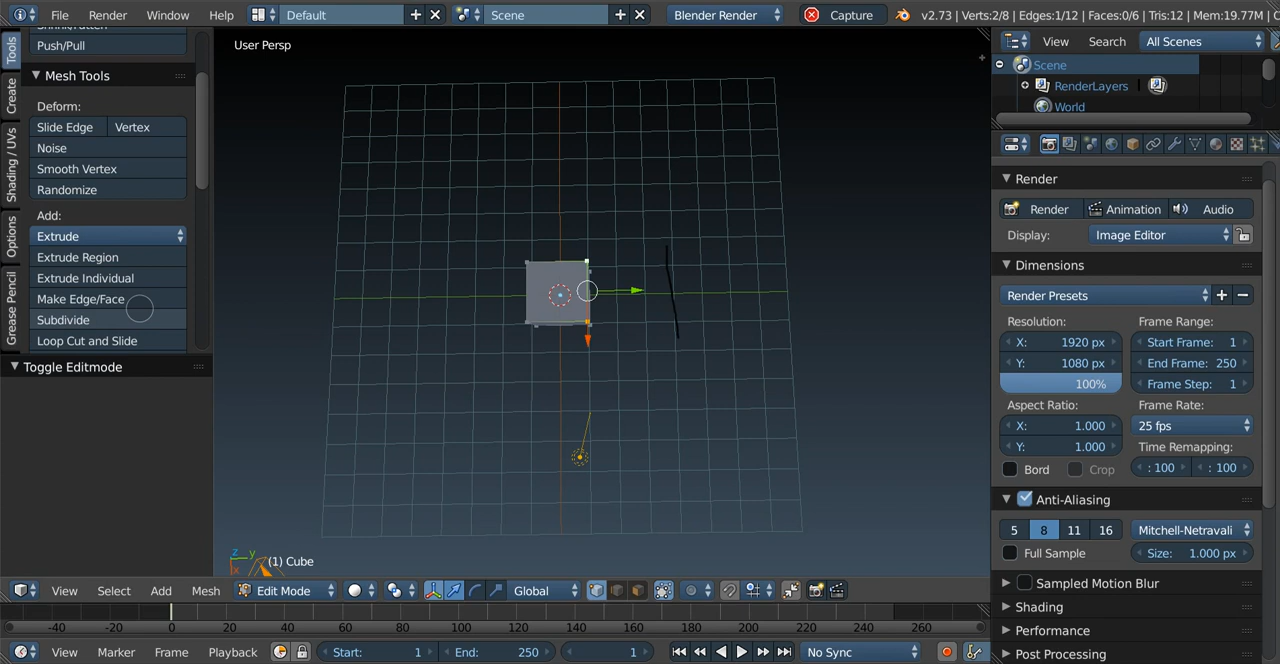 File Render Window Help Default Scene Blender Render Capture v2.73 | Verts:2/8 | Edges:1/12 | Faces:0/6 | Tris:12 | Mem:19.77M
Tools
Create
Shading / UVs
Options
Grease Pencil
Push/Pull
Mesh Tools
Deform:
Slide Edge Vertex
Noise
Smooth Vertex
Randomize
Add:
Extrude
Extrude Region
Extrude Individual
Make Edge/Face
Subdivide
Loop Cut and Slide
Toggle Editmode
User Persp
z y
x
(1) Cube
View Search All Scenes
Scene
RenderLayers
World
Render
Render Animation Audio
Display: Image Editor
Dimensions
Render Presets
Resolution: Frame Range:
X: 1920 px Start Frame: 1
Y: 1080 px End Frame: 250
100% Frame Step: 1
Aspect Ratio: Frame Rate:
X: 1.000 25 fps
Y: 1.000 Time Remapping:
Bord Crop : 100 : 100
Anti-Aliasing
5 8 11 16 Mitchell-Netravali
Full Sample Size: 1.000 px
Sampled Motion Blur
Shading
Performance
Post Processing
View Select Add Mesh Edit Mode Global
-40 -20 0 20 40 60 80 100 120 140 160 180 200 220 240 260
View Marker Frame Playback Start: 1 End: 250 1 No Sync